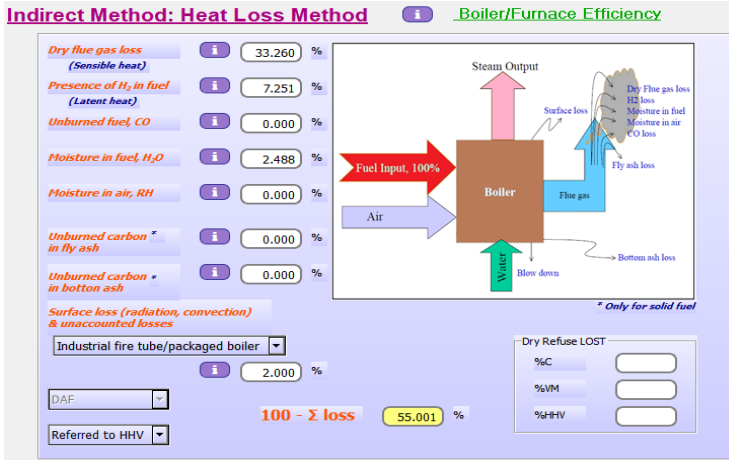 Indirect Method: Heat Loss Method
i
Boiler/Furnace Efficiency
Dry flue gas loss
(Sensible heat)
i
33.260 %
Presence of H₂ in fuel
(Latent heat)
i
7.251 %
Unburned fuel, CO
i
0.000 %
Moisture in fuel, H₂O
i
2.488 %
Moisture in air, RH
i
0.000 %
Unburned carbon *
in fly ash
i
0.000 %
Unburned carbon *
in botton ash
i
0.000 %
Surface loss (radiation, convection)
& unaccounted losses
Industrial fire tube/packaged boiler
i
2.000 %
DAF
Referred to HHV
100 - Σ loss
55.001 %
Steam Output
Surface loss
Dry Flue gas loss
H2 loss
Moisture in fuel
Moisture in air
CO loss
Fly ash loss
Fuel Input, 100%
Boiler
Flue gas
Air
Water
Blow down
Bottom ash loss
* Only for solid fuel
Dry Refuse LOST
%C
%VM
%HHV